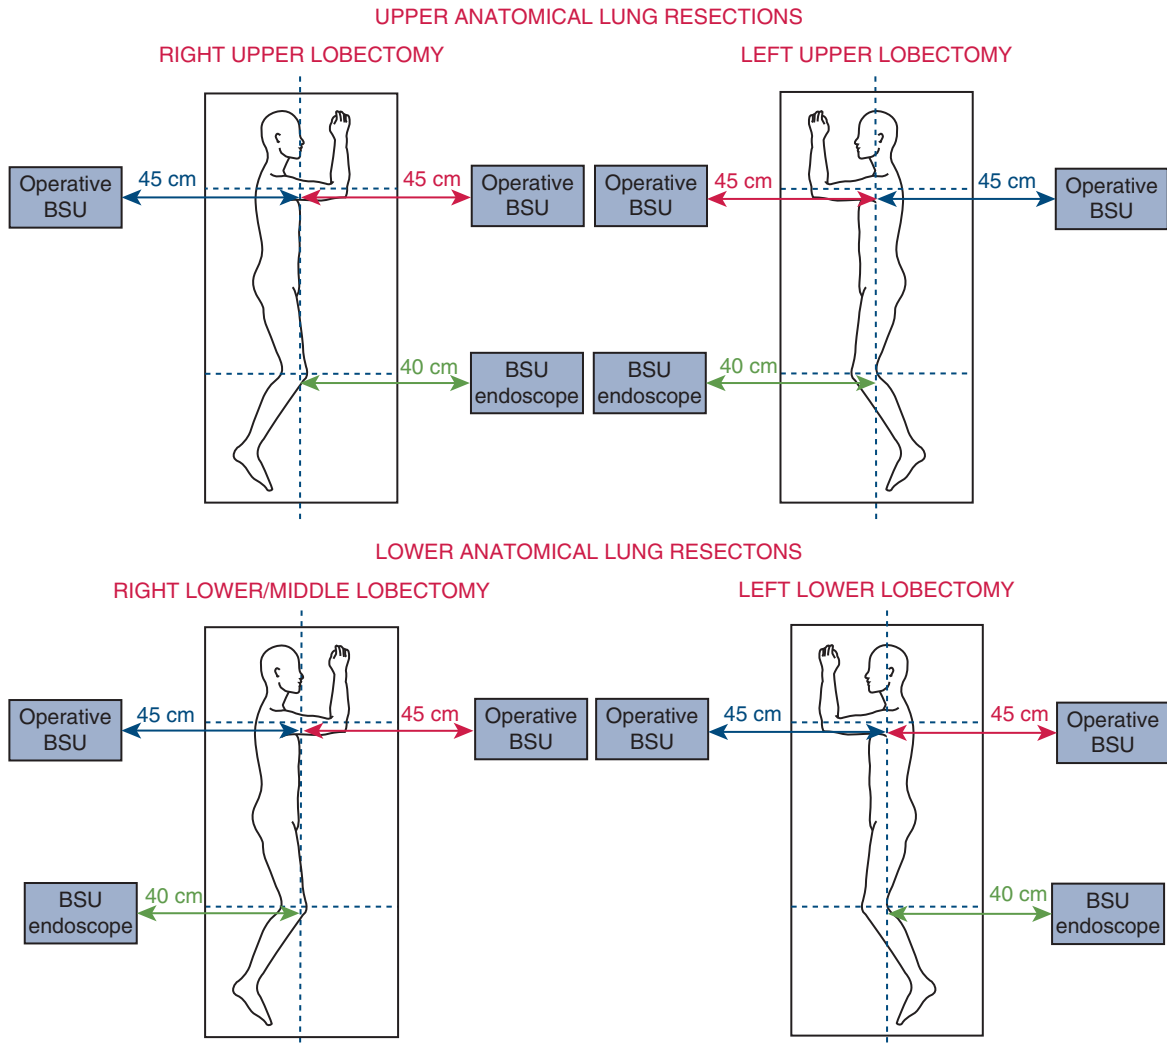 UPPER ANATOMICAL LUNG RESECTIONS
RIGHT UPPER LOBECTOMY
LEFT UPPER LOBECTOMY
Operative
BSU
45 cm
45 cm
Operative
BSU
Operative
BSU
45 cm
45 cm
Operative
BSU
40 cm
BSU
endoscope
BSU
endoscope
40 cm
LOWER ANATOMICAL LUNG RESECTONS
RIGHT LOWER/MIDDLE LOBECTOMY
LEFT LOWER LOBECTOMY
Operative
BSU
45 cm
45 cm
Operative
BSU
Operative
BSU
45 cm
45 cm
Operative
BSU
BSU
endoscope
40 cm
40 cm
BSU
endoscope